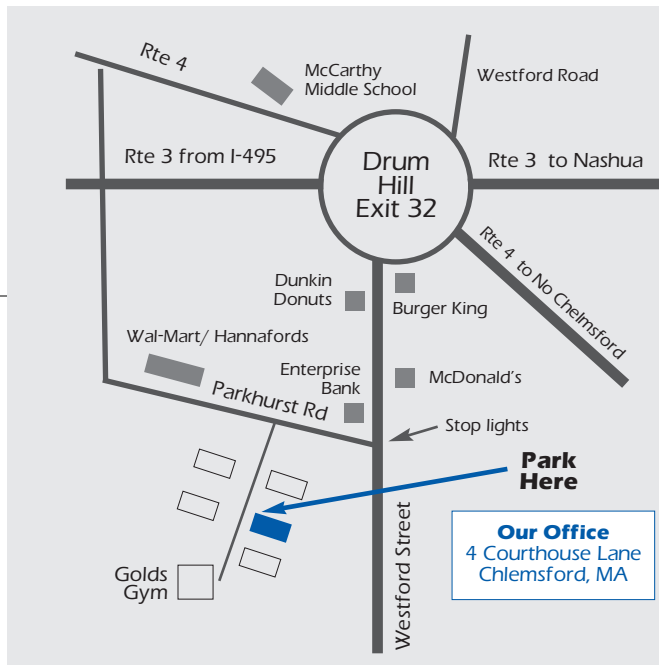 Rte 4
McCarthy
Middle School
Westford Road
Rte 3 from I-495
Drum
Hill
Exit 32
Rte 3 to Nashua
Rte 4 to No Chelmsford
Dunkin
Donuts
Burger King
Wal-Mart/ Hannafords
Enterprise
Bank
McDonald's
Parkhurst Rd
Stop lights
Park
Here
Our Office
4 Courthouse Lane
Chlemsford, MA
Westford Street
Golds
Gym